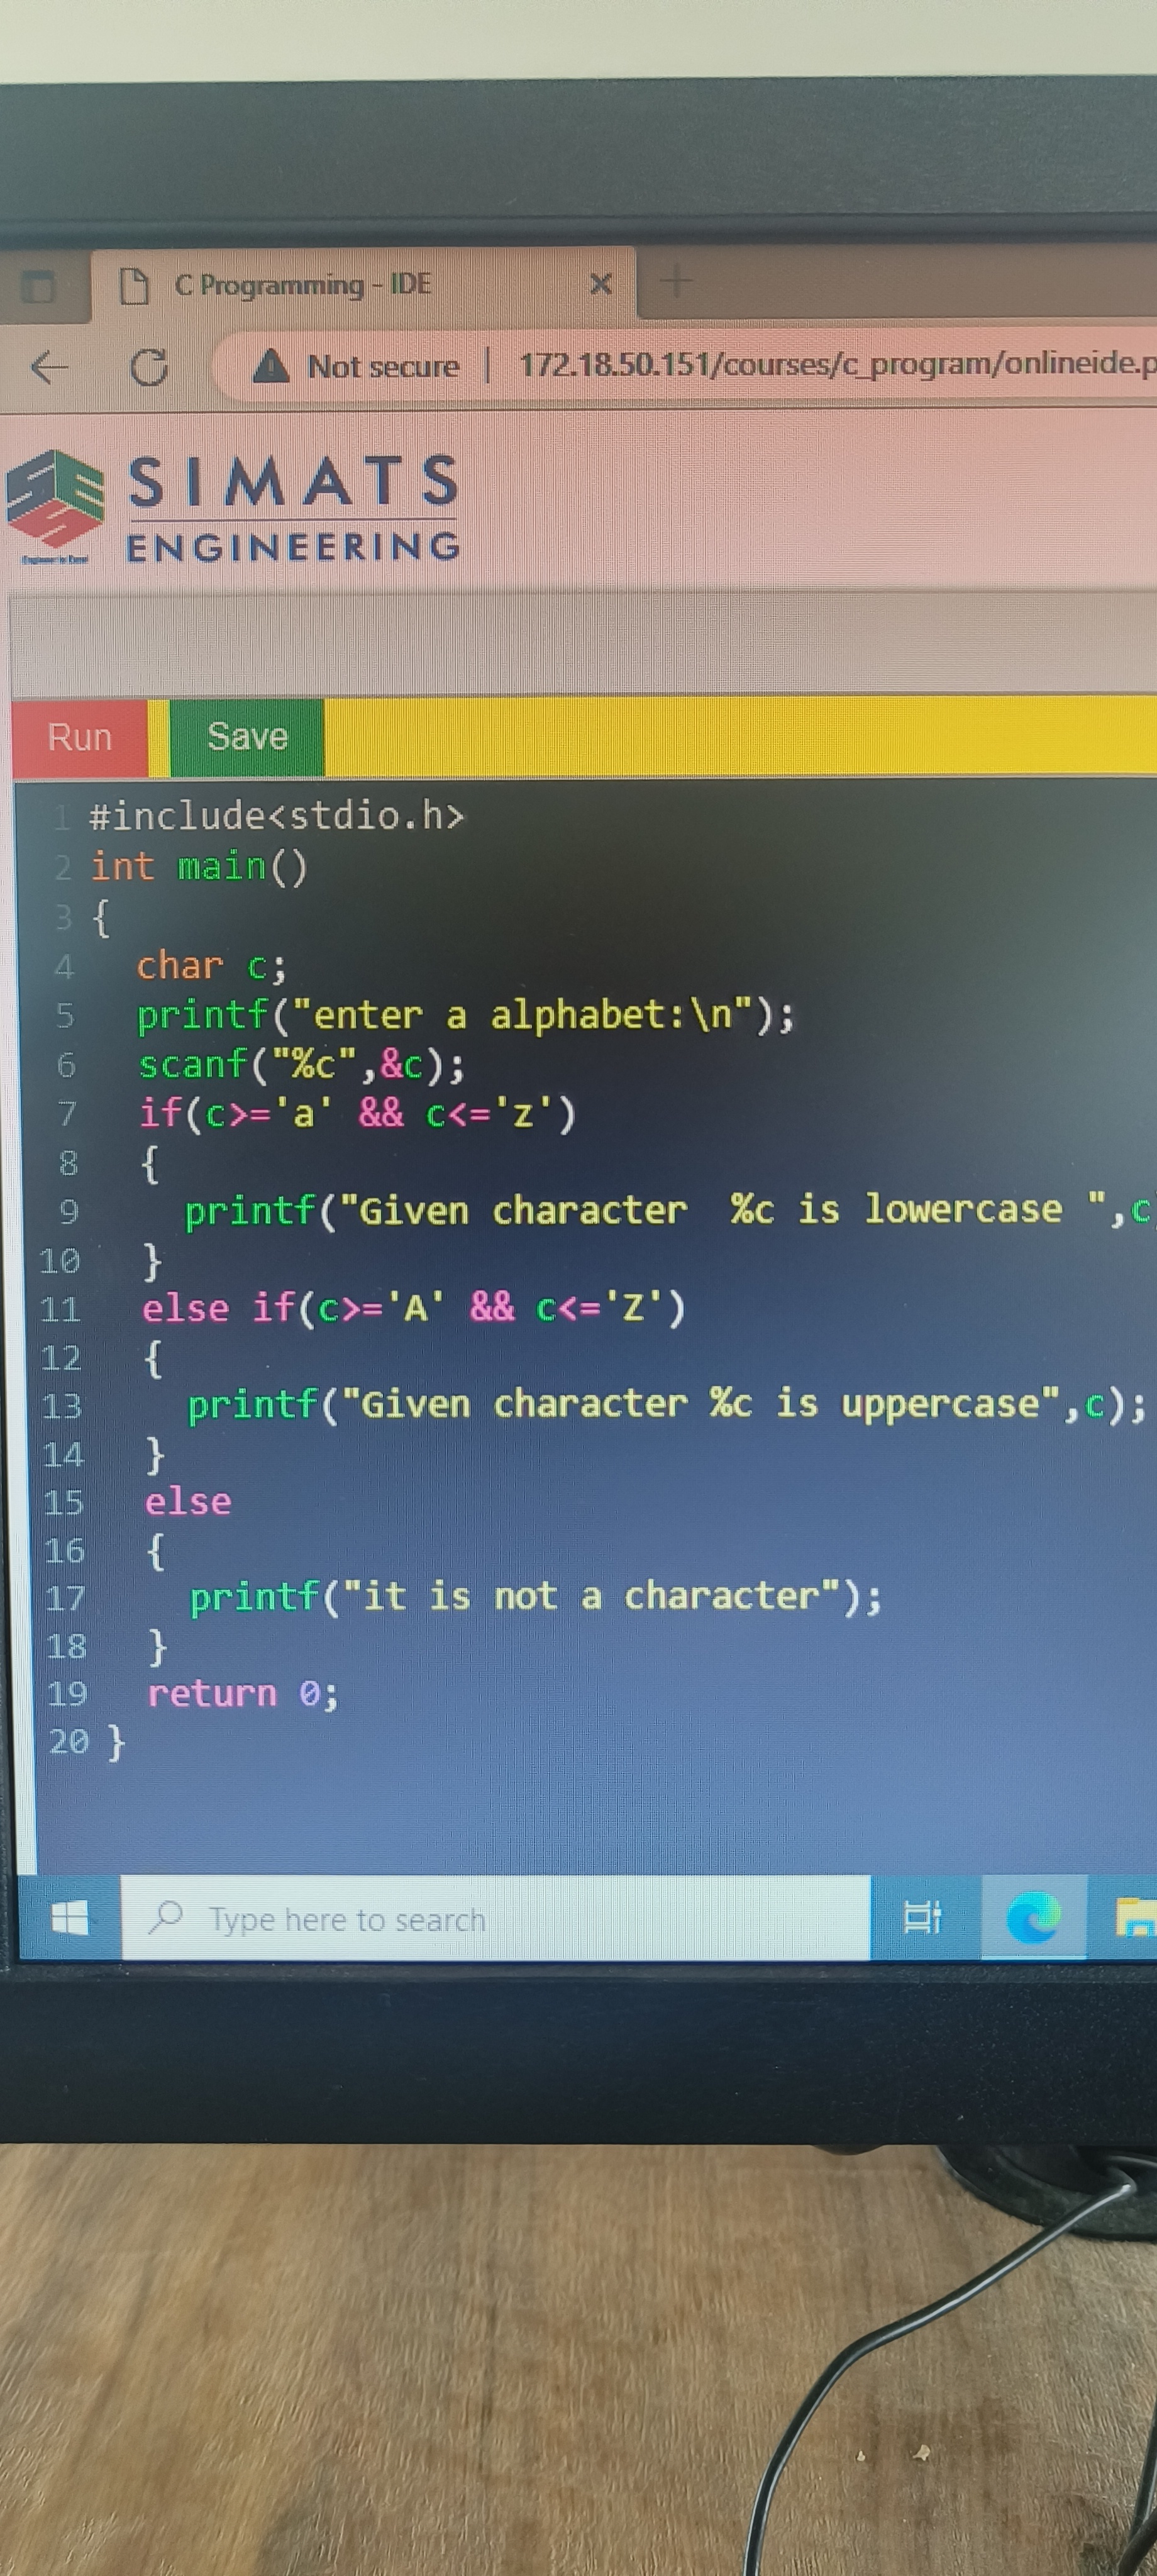 C Programming - IDE
Not secure | 172.18.50.151/courses/c_program/onlineide.p
SIMATS
ENGINEERING
Run Save
1 #include<stdio.h>
2 int main()
3 {
4 char c;
5 printf("enter a alphabet:\n");
6 scanf("%c",&c);
7 if(c>='a' && c<='z')
8 {
9 printf("Given character  %c is lowercase ",c
10 }
11 else if(c>='A' && c<='Z')
12 {
13 printf("Given character %c is uppercase",c);
14 }
15 else
16 {
17 printf("it is not a character");
18 }
19 return 0;
20 }
Type here to search